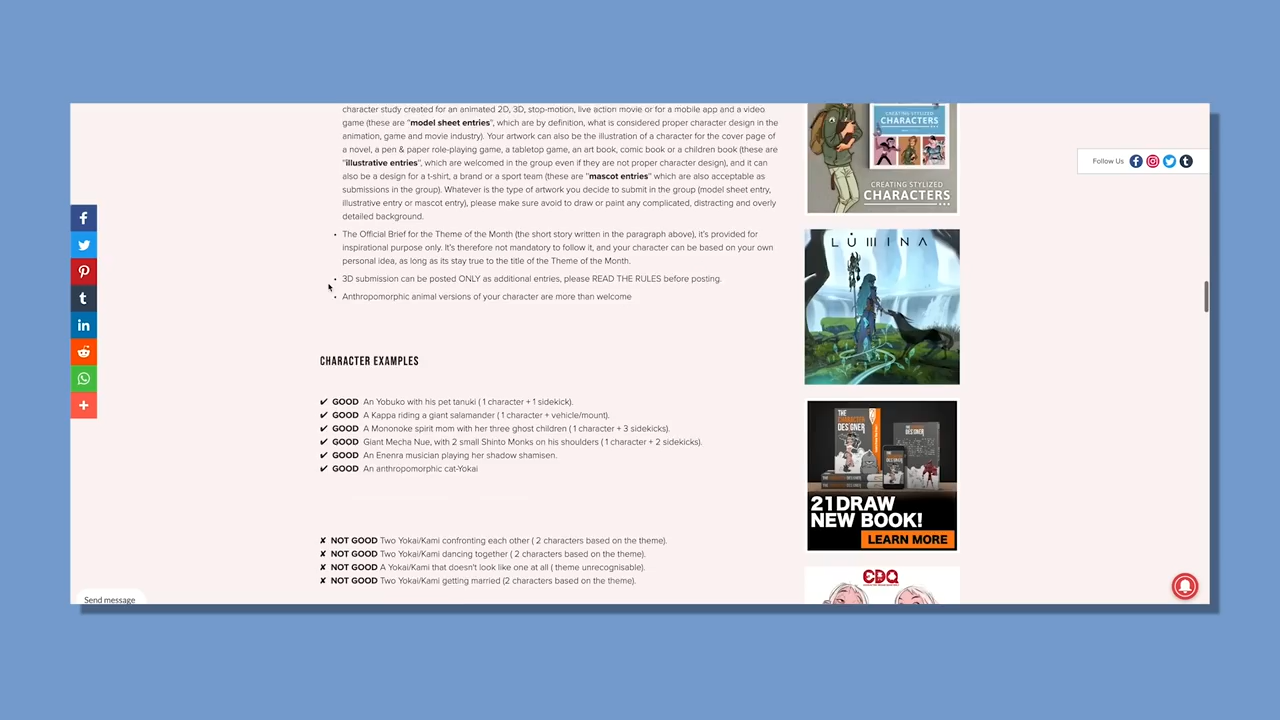 character study created for an animated 2D, 3D, stop-motion, live action movie or for a mobile app and a video
game (these are "model sheet entries", which are by definition, what is considered proper character design in the
animation, game and movie industry). Your artwork can also be the illustration of a character for the cover page of
a novel, a pen & paper role-playing game, a tabletop game, an art book, comic book or a children book (these are
"illustrative entries", which are welcomed in the group even if they are not proper character design), and it can
also be a design for a t-shirt, a brand or a sport team (these are "mascot entries" which are also acceptable as
submissions in the group). Whatever is the type of artwork you decide to submit in the group (model sheet entry,
illustrative entry or mascot entry), please make sure avoid to draw or paint any complicated, distracting and overly
detailed background.
• The Official Brief for the Theme of the Month (the short story written in the paragraph above), it's provided for
inspirational purpose only. It's therefore not mandatory to follow it, and your character can be based on your own
personal idea, as long as its stay true to the title of the Theme of the Month.
• 3D submission can be posted ONLY as additional entries, please READ THE RULES before posting.
• Anthropomorphic animal versions of your character are more than welcome
CHARACTER EXAMPLES
✔ GOOD An Yobuko with his pet tanuki ( 1 character + 1 sidekick).
✔ GOOD A Kappa riding a giant salamander ( 1 character + vehicle/mount).
✔ GOOD A Mononoke spirit mom with her three ghost children ( 1 character + 3 sidekicks).
✔ GOOD Giant Mecha Nue, with 2 small Shinto Monks on his shoulders ( 1 character + 2 sidekicks).
✔ GOOD An Enenra musician playing her shadow shamisen.
✔ GOOD An anthropomorphic cat-Yokai
✘ NOT GOOD Two Yokai/Kami confronting each other ( 2 characters based on the theme).
✘ NOT GOOD Two Yokai/Kami dancing together ( 2 characters based on the theme).
✘ NOT GOOD A Yokai/Kami that doesn't look like one at all ( theme unrecognisable).
✘ NOT GOOD Two Yokai/Kami getting married (2 characters based on the theme).
Send message
CREATING STYLIZED
CHARACTERS
CREATING STYLIZED
CHARACTERS
LUMINA
THE
CHARACTER
DESIGNER
21DRAW
NEW BOOK!
LEARN MORE
CDQ
Follow Us